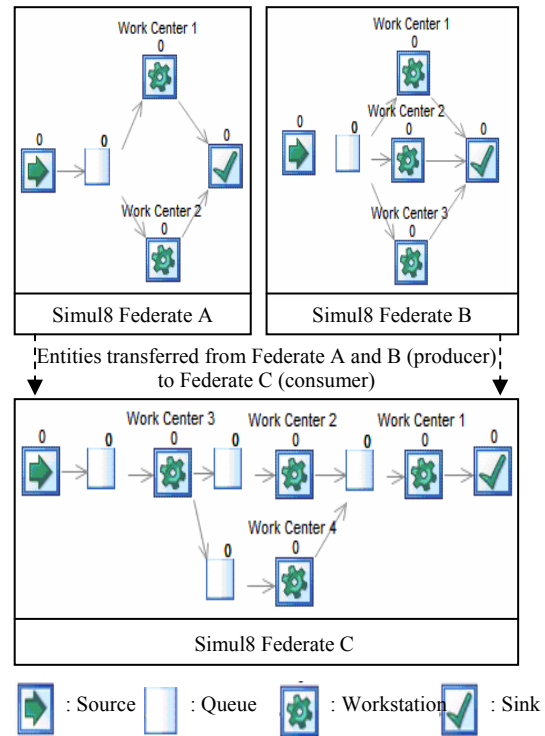 Work Center 1
0
0
0
0
Work Center 2
0
Simul8 Federate A
Work Center 1
0
Work Center 2
0
0
0
0
Work Center 3
0
Simul8 Federate B
Entities transferred from Federate A and B (producer)
to Federate C (consumer)
Work Center 3
Work Center 2
Work Center 1
0
0
0
0
0
0
0
0
Work Center 4
0
0
Simul8 Federate C
: Source
: Queue
: Workstation
: Sink